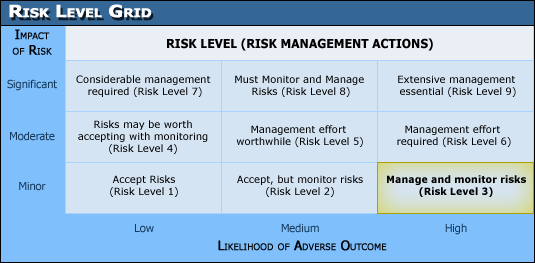 RISK LEVEL GRID
IMPACT
OF RISK
RISK LEVEL (RISK MANAGEMENT ACTIONS)
Significant
Considerable management
required (Risk Level 7)
Must Monitor and Manage
Risks (Risk Level 8)
Extensive management
essential (Risk Level 9)
Moderate
Risks may be worth
accepting with monitoring
(Risk Level 4)
Management effort
worthwhile (Risk Level 5)
Management effort
required (Risk Level 6)
Minor
Accept Risks
(Risk Level 1)
Accept, but monitor risks
(Risk Level 2)
Manage and monitor risks
(Risk Level 3)
Low
Medium
High
LIKELIHOOD OF ADVERSE OUTCOME